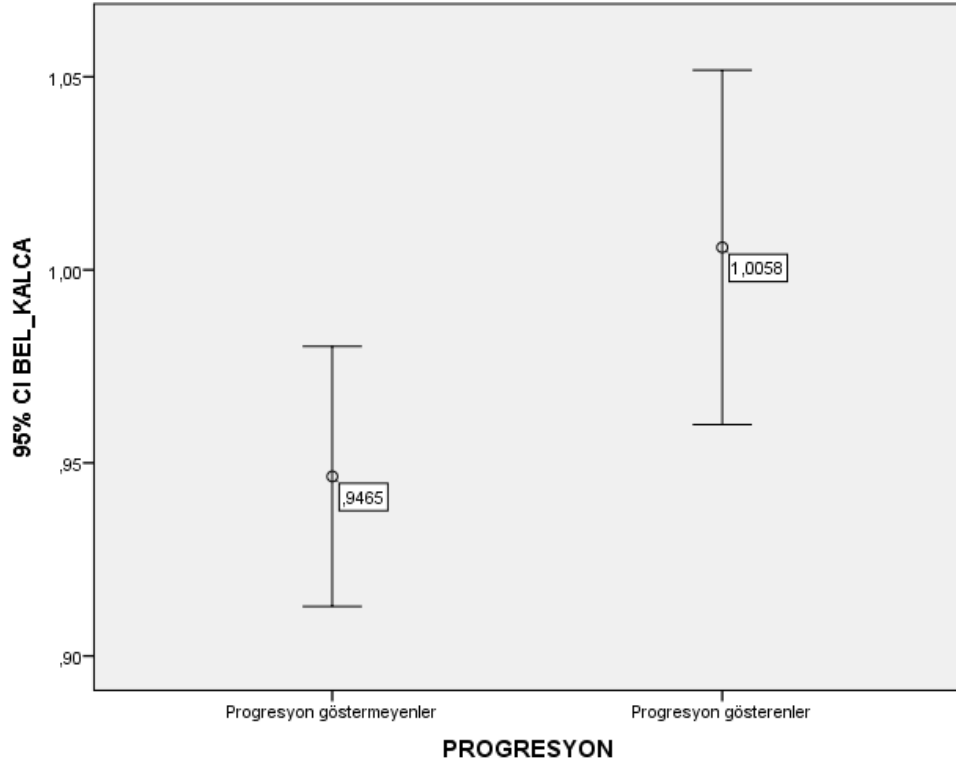 95% CI BEL_KALCA
1,05
1,00
,95
,90
1,0058
,9465
Progresyon göstermeyenler
Progresyon gösterenler
PROGRESYON